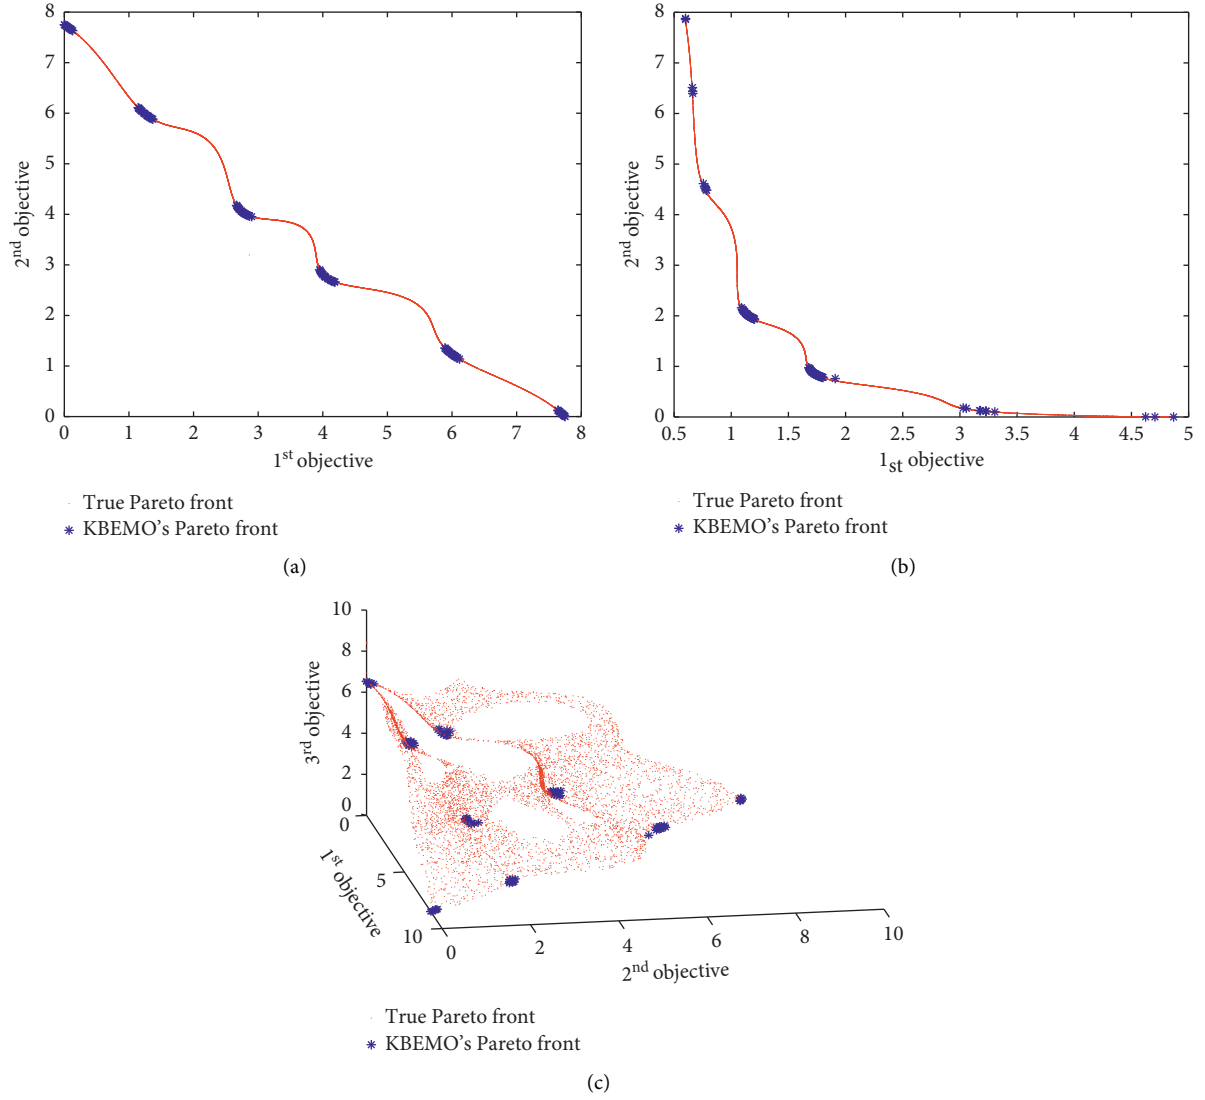 8
7
6
5
4
3
2
1
0
2nd objective
0 1 2 3 4 5 6 7 8
1st objective
True Pareto front
KBEMO's Pareto front
(a)
8
7
6
5
4
3
2
1
0
2nd objective
0.5 1 1.5 2 2.5 3 3.5 4 4.5 5
1st objective
True Pareto front
KBEMO's Pareto front
(b)
10
8
6
4
2
0
3rd objective
0
5
10
1st objective
0 2 4 6 8 10
2nd objective
True Pareto front
KBEMO's Pareto front
(c)